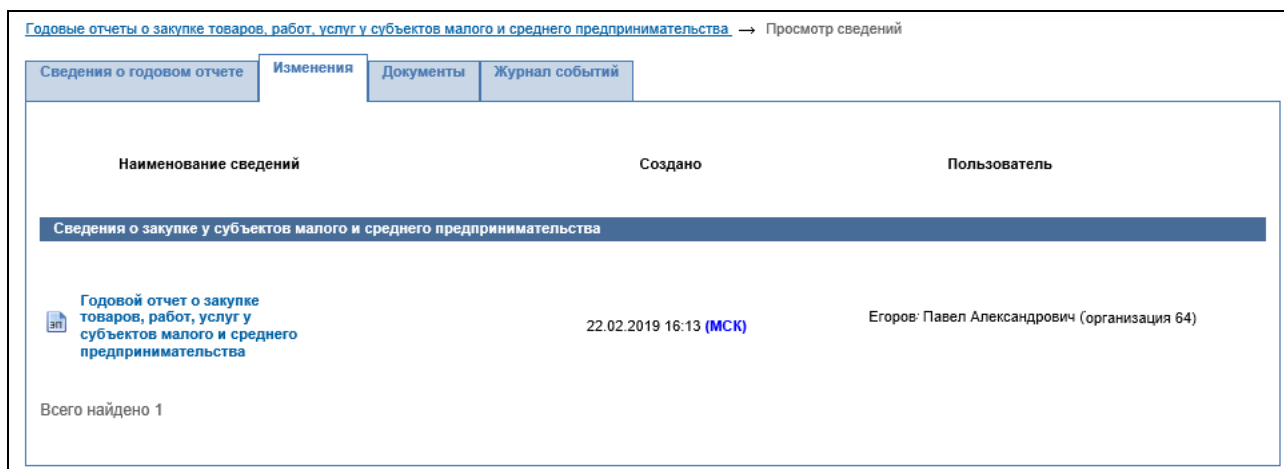 Годовые отчеты о закупке товаров, работ, услуг у субъектов малого и среднего предпринимательства → Просмотр сведений
Сведения о годовом отчете Изменения Документы Журнал событий
Наименование сведений Создано Пользователь
Сведения о закупке у субъектов малого и среднего предпринимательства
Годовой отчет о закупке
товаров, работ, услуг у
субъектов малого и среднего
предпринимательства
ЭП
22.02.2019 16:13 (МСК)
Егоров Павел Александрович (организация 64)
Всего найдено 1